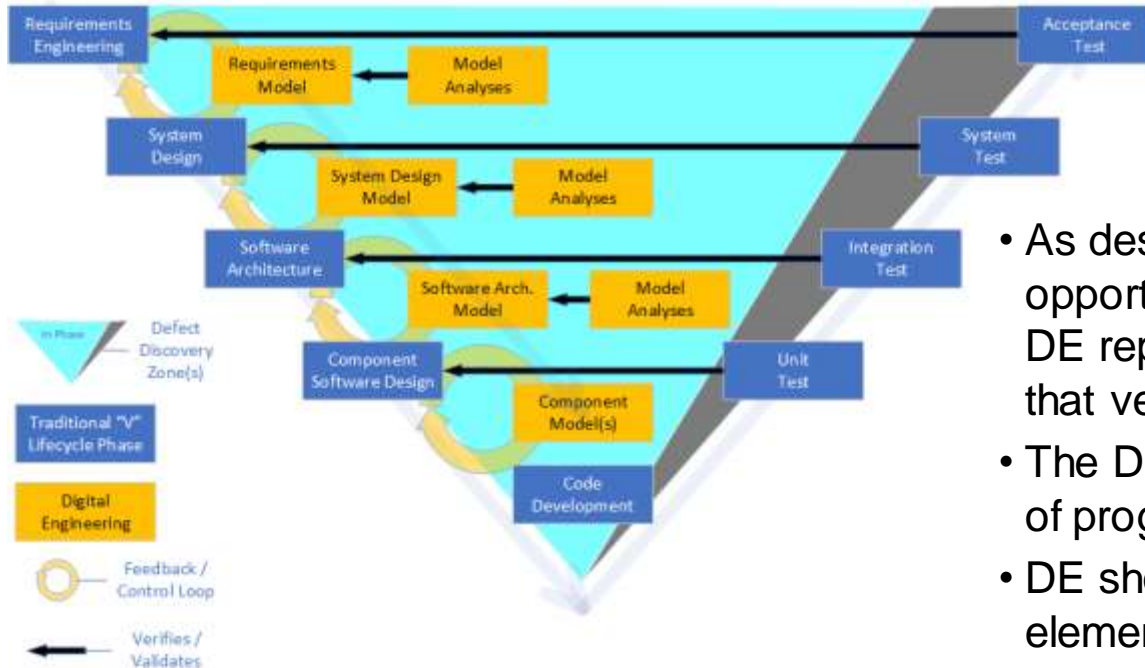 Requirements
Engineering
Acceptance
Test
Requirements
Model
Model
Analyses
System
Design
System
Test
System Design
Model
Model
Analyses
Software
Architecture
Integration
Test
Software Arch.
Model
Model
Analyses
Component
Software Design
Unit
Test
Component
Model(s)
Code
Development
In Phase
Defect
Discovery
Zone(s)
Traditional "V"
Lifecycle Phase
Digital
Engineering
Feedback /
Control Loop
Verifies /
Validates
• As des
opport
DE rep
that ve
• The D
of prog
• DE sho
elemen